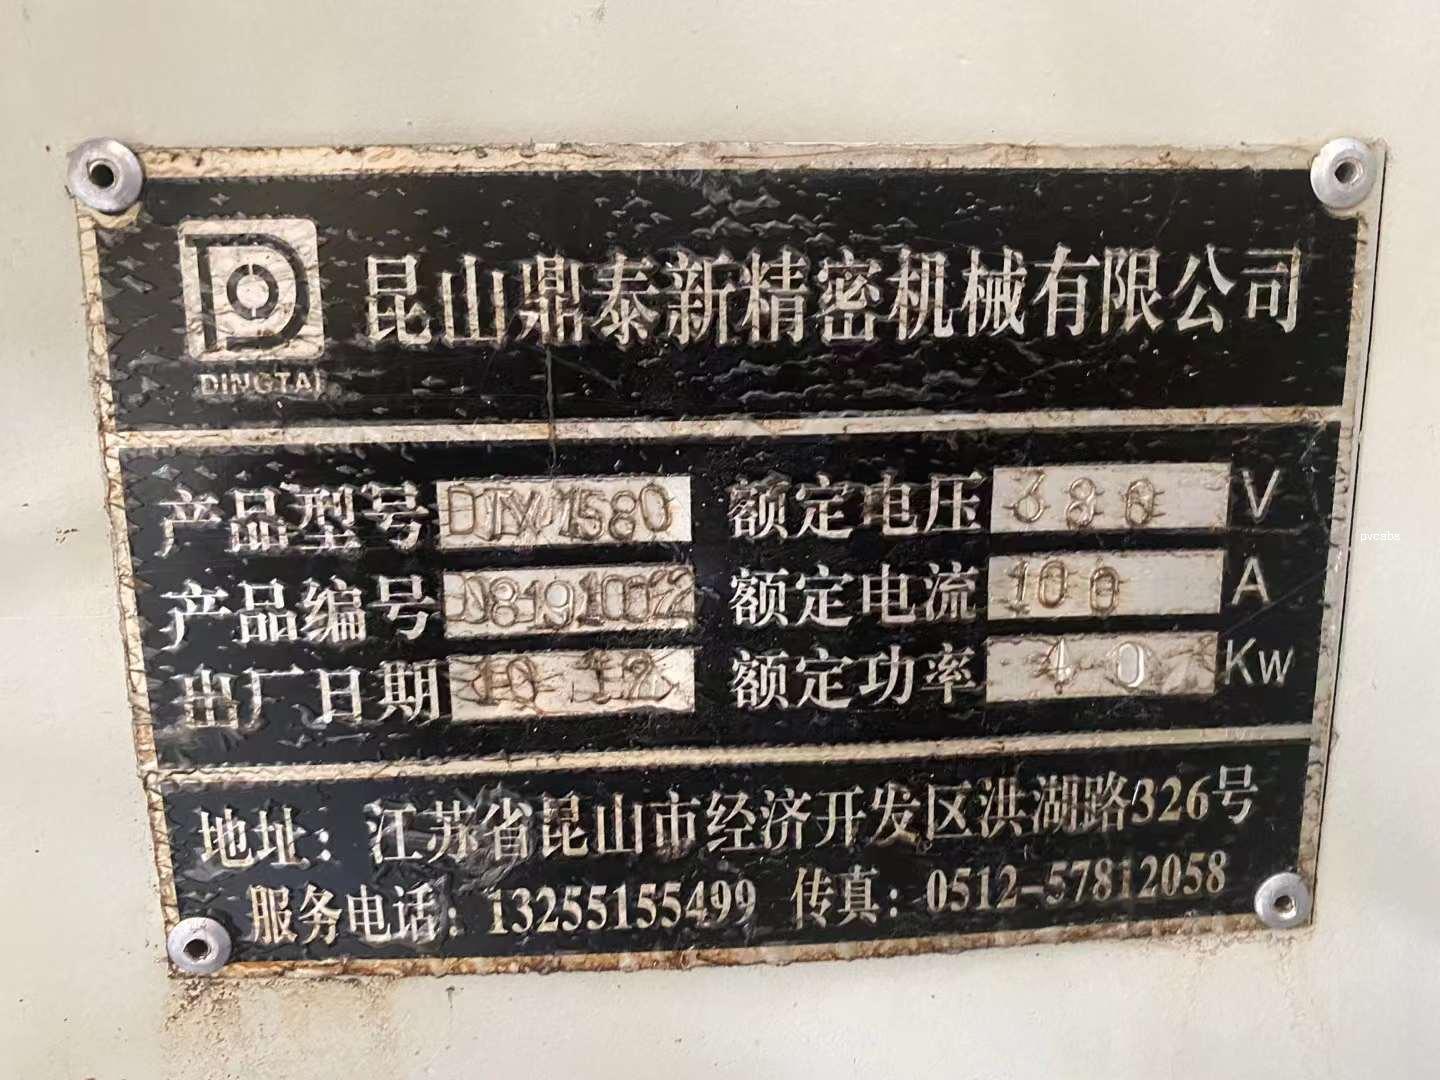 昆山鼎泰新精密机械有限公司
DINGTAI
产品型号 额定电压 V
产品编号 额定电流 100 A
出厂日期 10 12 额定功率 40 Kw
地址：江苏省昆山市经济开发区洪湖路326号
服务电话：13255155499 传真：0512-57812058
pvcabs